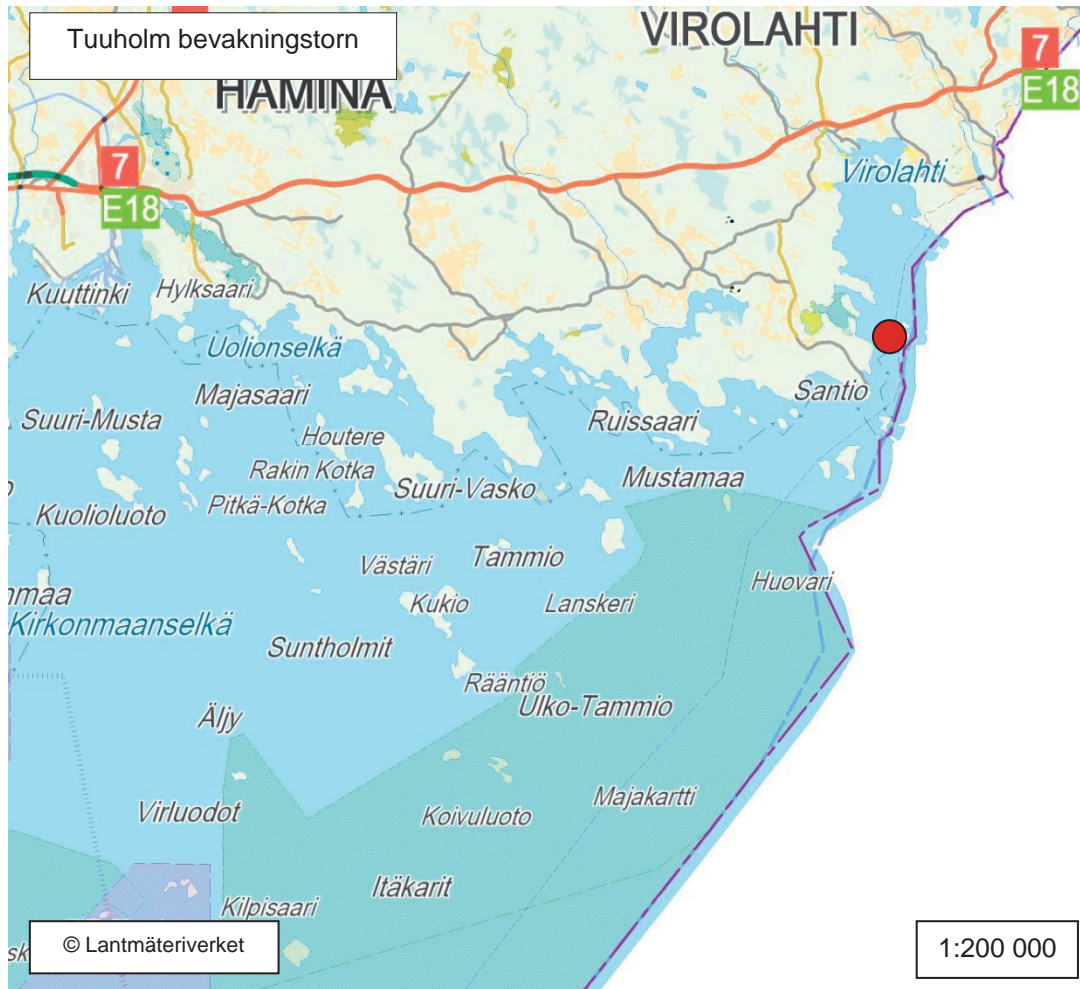 Tuuholm bevakningstorn
VIROLAHTI
7
E18
HAMINA
7
E18
Virolahti
Kuuttinki
Hylksaari
Uolionselkä
Majasaari
Santio
Suuri-Musta
Houtere
Ruissaari
Rakin Kotka
Mustamaa
Suuri-Vasko
Pitkä-Kotka
Kuolioluoto
Västäri
Tammio
Huovari
Kukio
Lanskeri
Kirkonmaanselkä
Suntholmit
Rääntiö
Ulko-Tammio
Äljy
Majakartti
Virluodot
Koivuluoto
Itäkarit
Kilpisaari
© Lantmäteriverket
1:200 000